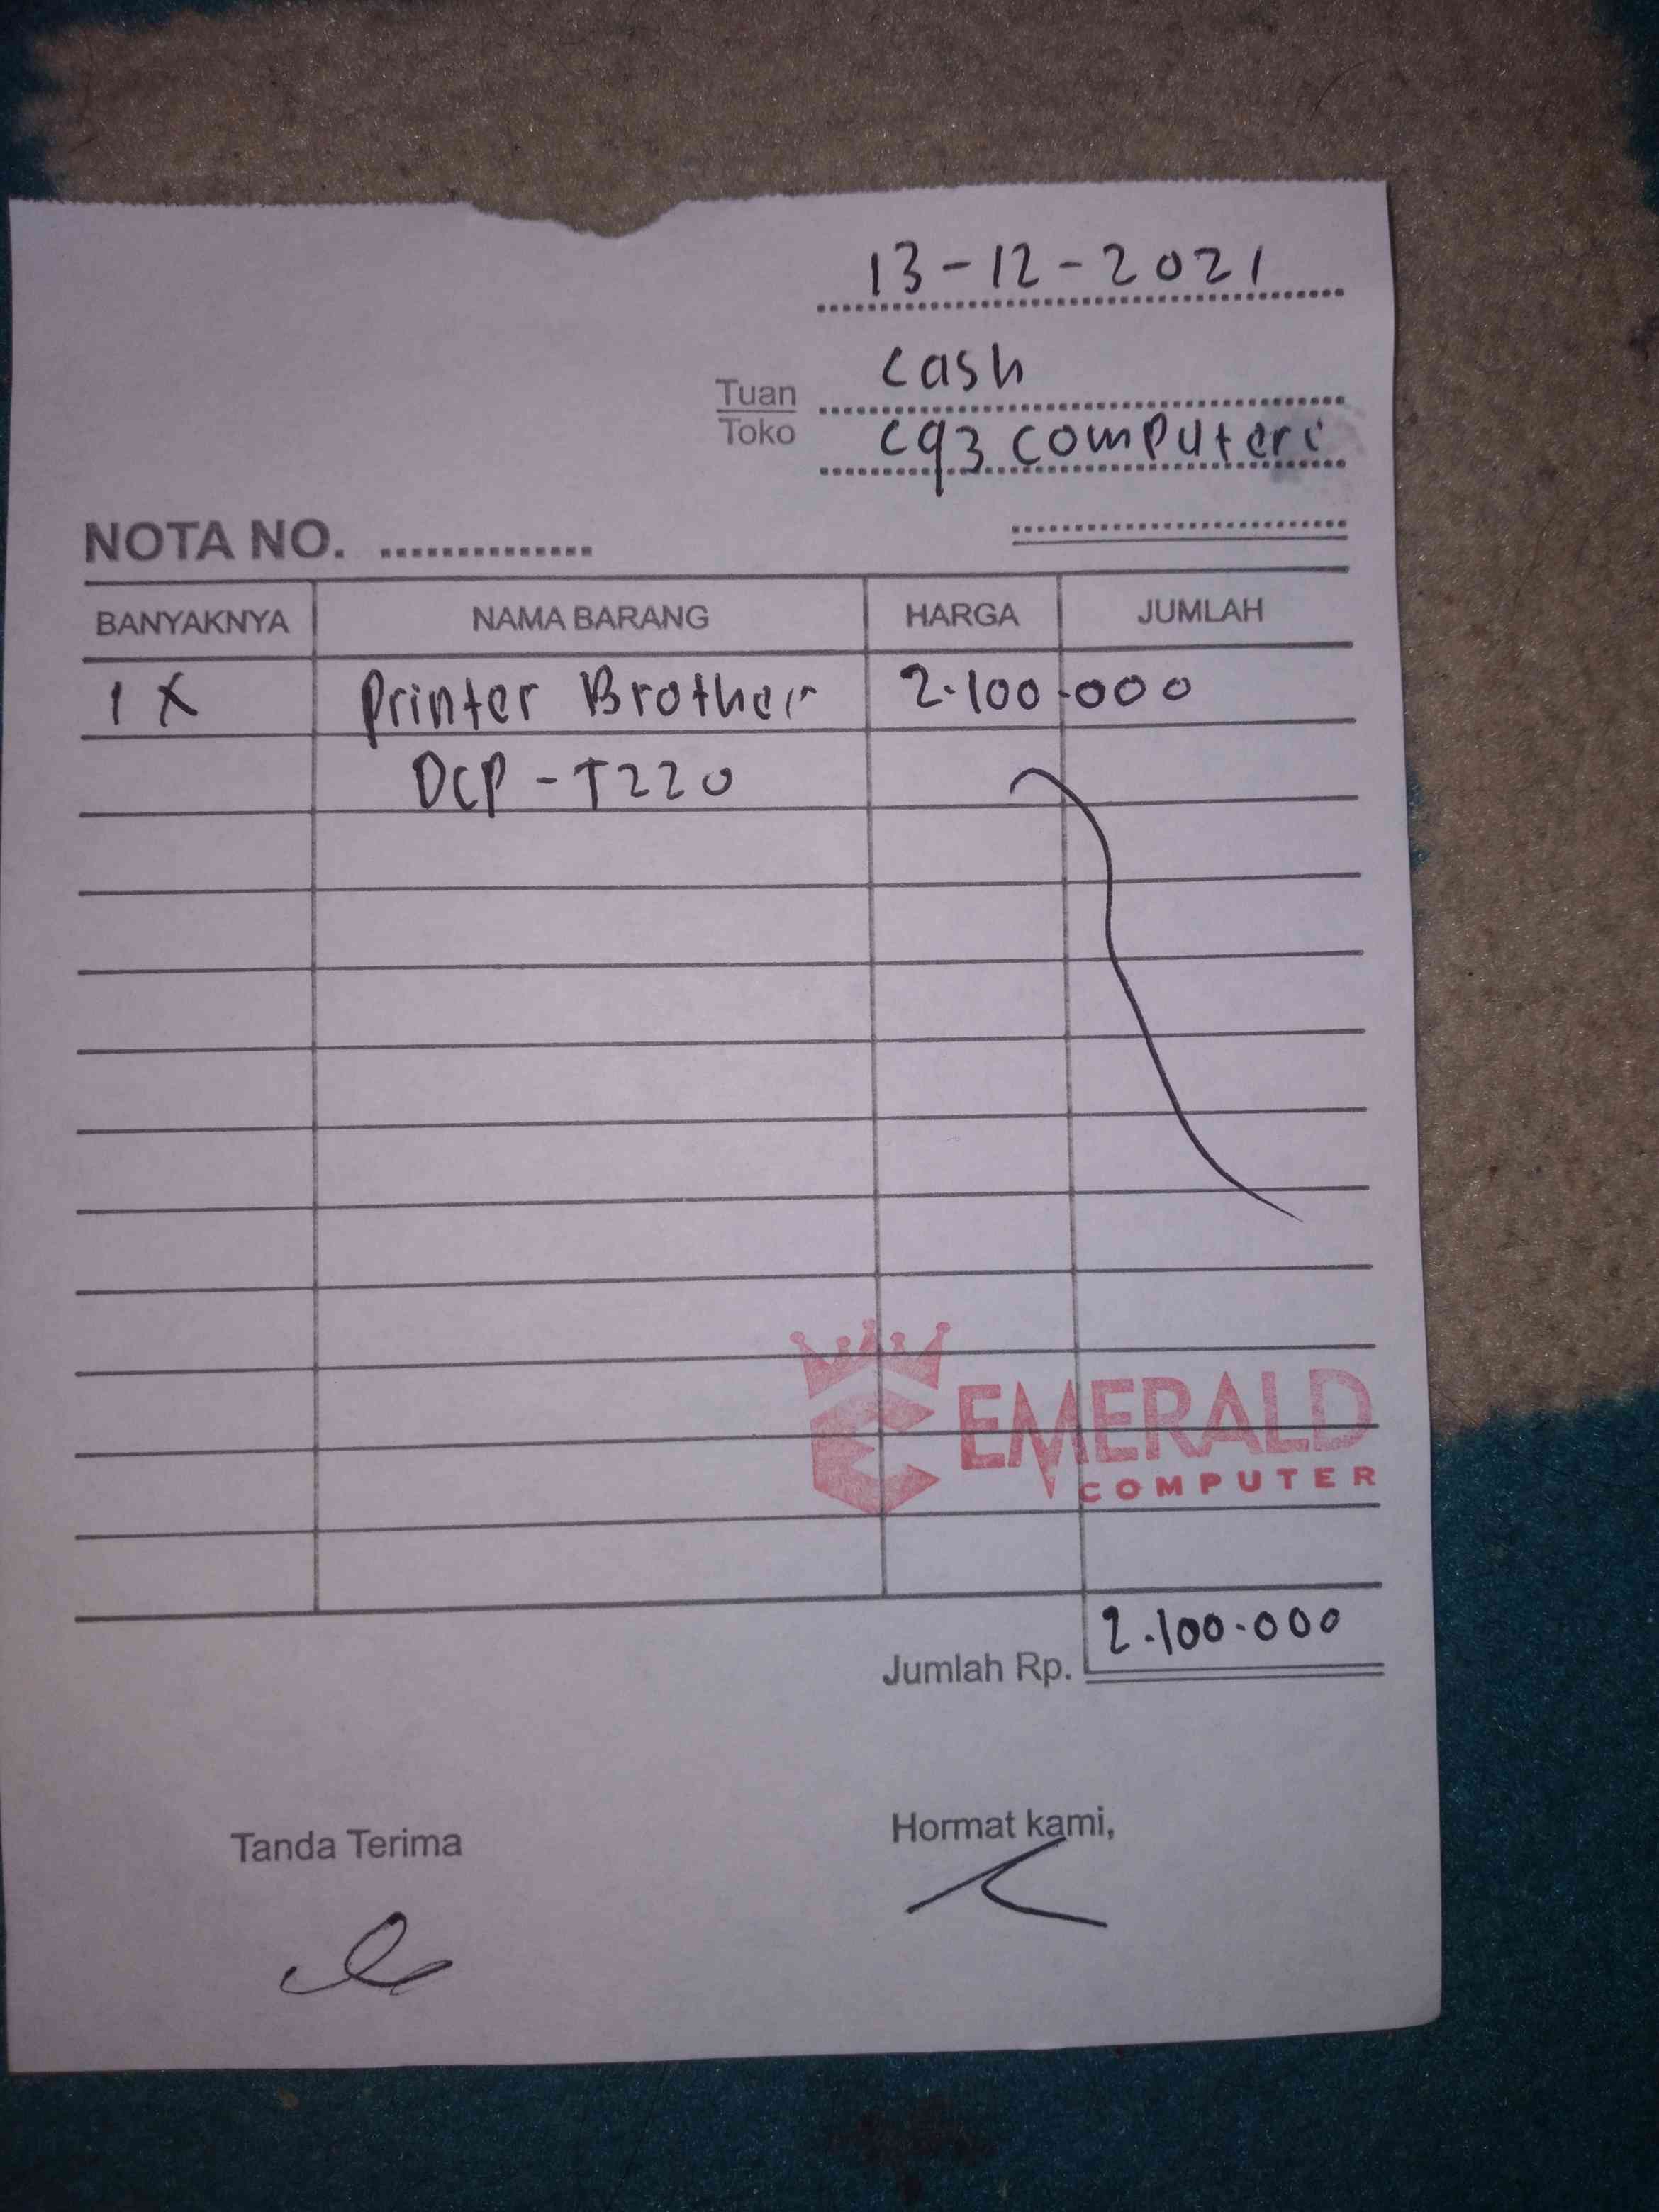 13-12-2021
Tuan cash
Toko computer
NOTA NO. ...............
BANYAKNYA NAMA BARANG HARGA JUMLAH
1 X Printer Brother 2.100.000
DCP-T220
EMERALD
COMPUTER
Jumlah Rp. 2.100.000
Tanda Terima Hormat kami,